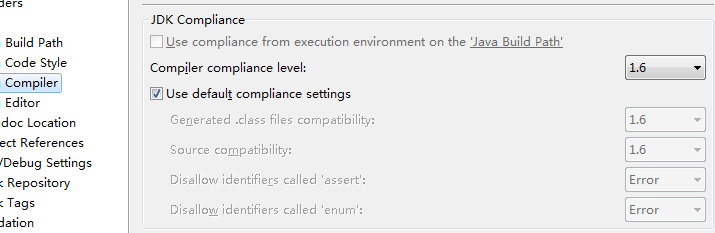 ders
JDK Compliance
Use compliance from execution environment on the 'Java Build Path'
Build Path
Code Style
Compiler compliance level: 1.6
Compiler
Use default compliance settings
Editor
doc Location
Generated .class files compatibility: 1.6
ect References
Source compatibility: 1.6
/Debug Settings
k Repository
Disallow identifiers called 'assert': Error
k Tags
Disallow identifiers called 'enum': Error
dation